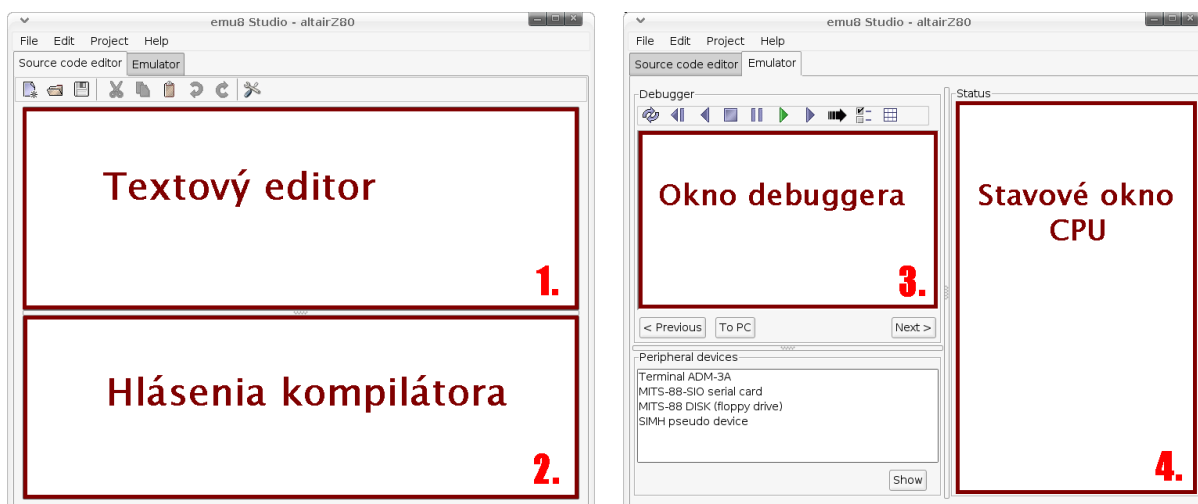 emu8 Studio - altairZ80
File Edit Project Help
Source code editor Emulator
Textový editor
1.
Hlásenia kompilátora
2.
emu8 Studio - altairZ80
File Edit Project Help
Source code editor Emulator
Debugger
Okno debuggera
3.
< Previous To PC Next >
Peripheral devices
Terminal ADM-3A
MITS-88-SIO serial card
MITS-88 DISK (floppy drive)
SIMH pseudo device
Show
Status
Stavové okno
CPU
4.